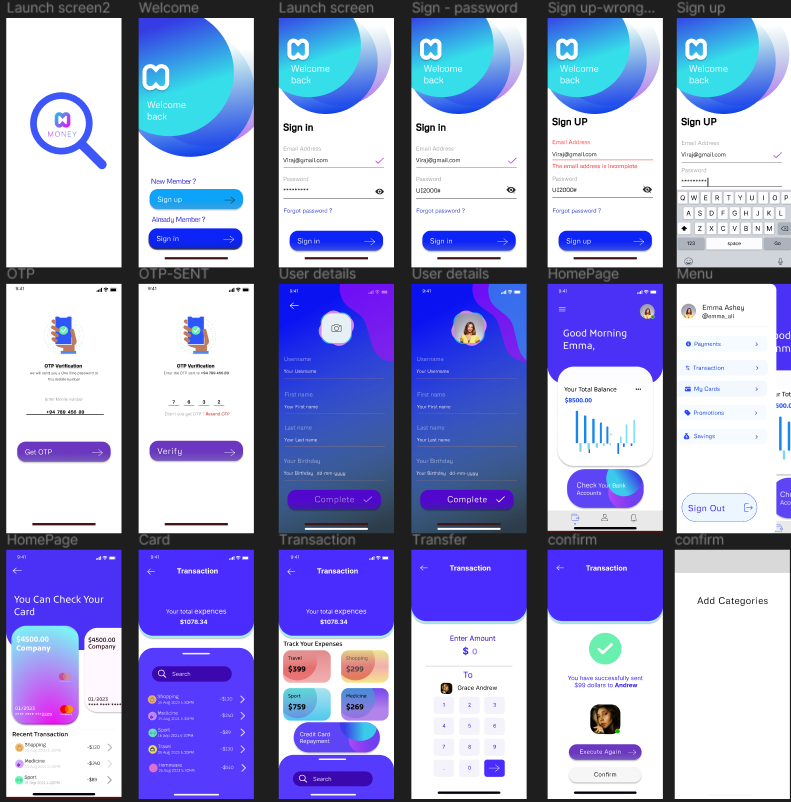 Launch screen2
MONEY
Welcome
Welcome
back
New Member ?
Sign up
Already Member ?
Sign in
Launch screen
Welcome
back
Sign in
Email Address
Viraj@gmail.com
Password
*********
Forgot password ?
Sign in
Sign - password
Welcome
back
Sign in
Email Address
Viraj@gmail.com
Password
UI2000#
Forgot password ?
Sign in
Sign up-wrong...
Welcome
back
Sign UP
Email Address
Viraj@gmail.com
The email address is incomplete
Password
UI2000#
Forgot password ?
Sign up
Sign up
Welcome
back
Sign UP
Email Address
Viraj@gmail.com
Password
*********
Q W E R T Y U I O P
A S D F G H J K L
Z X C V B N M
123 space Go
OTP
9:41
OTP Verification
we will send you a One time password to
this mobile number
Enter Mobile number
+94 789 455 00
Get OTP
OTP-SENT
9:41
OTP Verification
Enter the OTP sent to +94 789 455 00
7 6 3 2
Didn't you get OTP ? Resend OTP
Verify
User details
9:41
Username
Your Username
First name
Your First name
Last name
Your Last name
Your Birthday
Your Birthday dd-mm-yyyy
Complete
User details
9:41
Username
Your Username
First name
Your First name
Last name
Your Last name
Your Birthday
Your Birthday dd-mm-yyyy
Complete
HomePage
9:41
Good Morning
Emma,
Your Total Balance
$8500.00
Check Your Bank
Accounts
Menu
Emma Ashey
@emma_ali
Payments
Transaction
My Cards
Promotions
Savings
Sign Out
HomePage
9:41
You Can Check Your
Card
$4500.00
Company
01/2023
$4500.00
Company
01/2023
Recent Transaction
Shopping
-$120
Medicine
-$240
Sport
-$89
Card
9:41
Transaction
Your total expences
$1078.34
Search
Shopping
-$120
Medicine
-$240
Sport
-$89
Travel
-$120
Homeware
-$440
Transaction
9:41
Transaction
Your total expences
$1078.34
Track Your Expenses
Travel
$399
Shopping
$299
Sport
$759
Medicine
$269
Credit Card
Repayment
Search
Transfer
Transaction
Enter Amount
$ 0
To
Grace Andrew
1 2 3
4 5 6
7 8 9
. 0
confirm
Transaction
You have successfully sent
$99 dollars to Andrew
Execute Again
Confirm
confirm
Add Categories